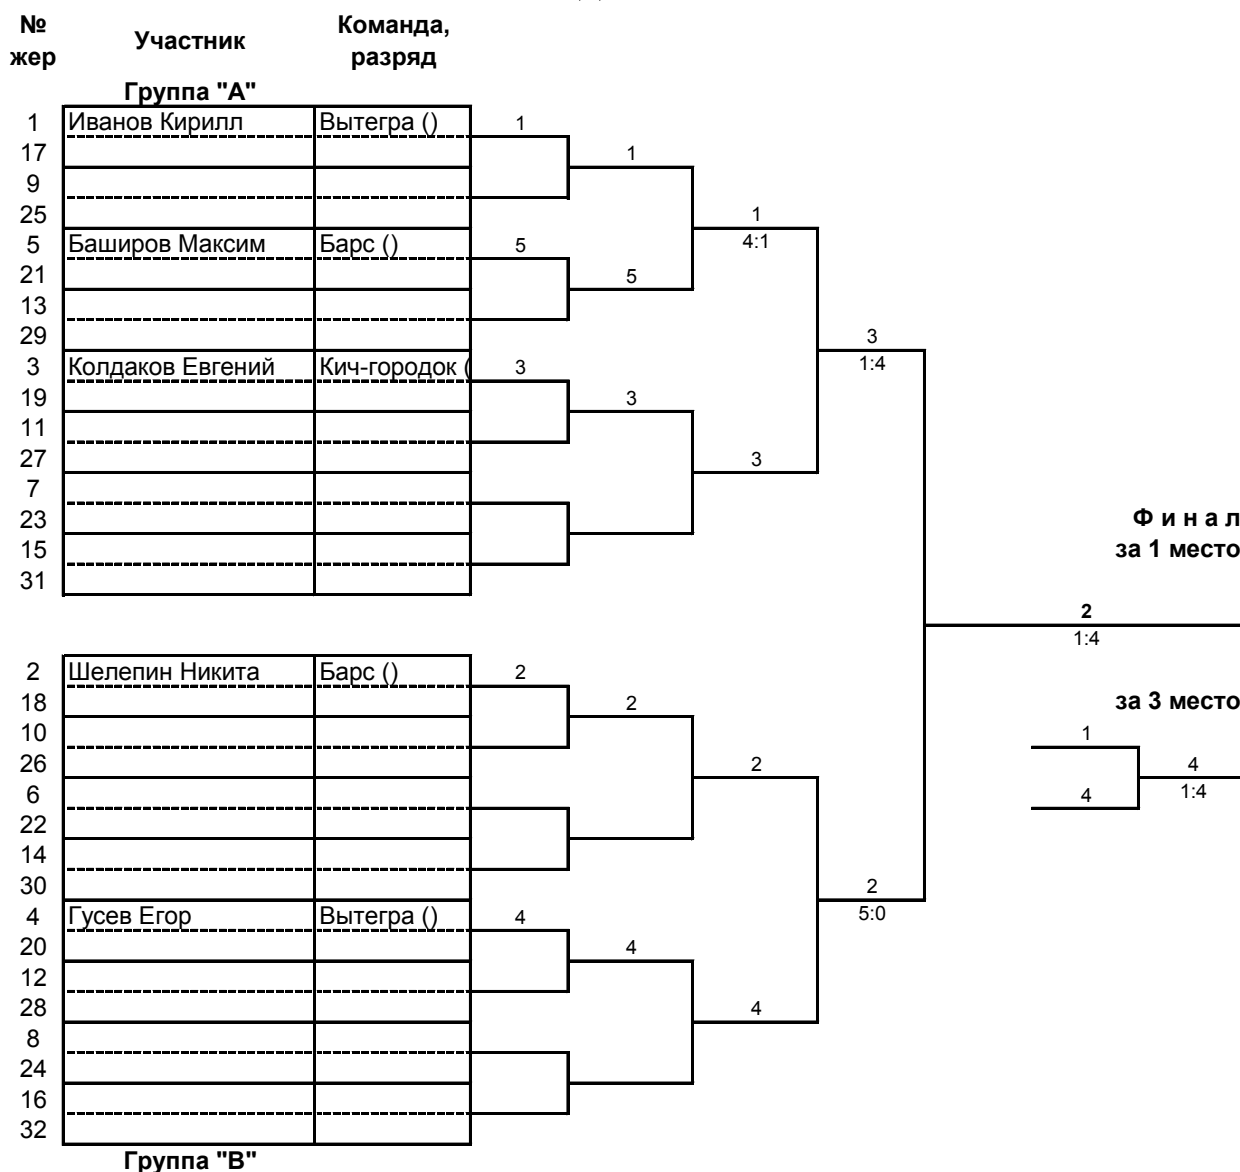 № жер Участник Команда, разряд
Группа "А"
1 Иванов Кирилл Вытегра () 1
17 1
9
25 1
5 Баширов Максим Барс () 5 4:1
21 5
13
29 3
3 Колдаков Евгений Кич-городок ( 3 1:4
19 3
11
27 3
7
23 Ф и н а л
15 за 1 место
31
2
1:4
2 Шелепин Никита Барс () 2
18 2 за 3 место
10 1
26 2 4
6 4 1:4
22
14
30 2
4 Гусев Егор Вытегра () 4 5:0
20 4
12
28 4
8
24
16
32
Группа "В"